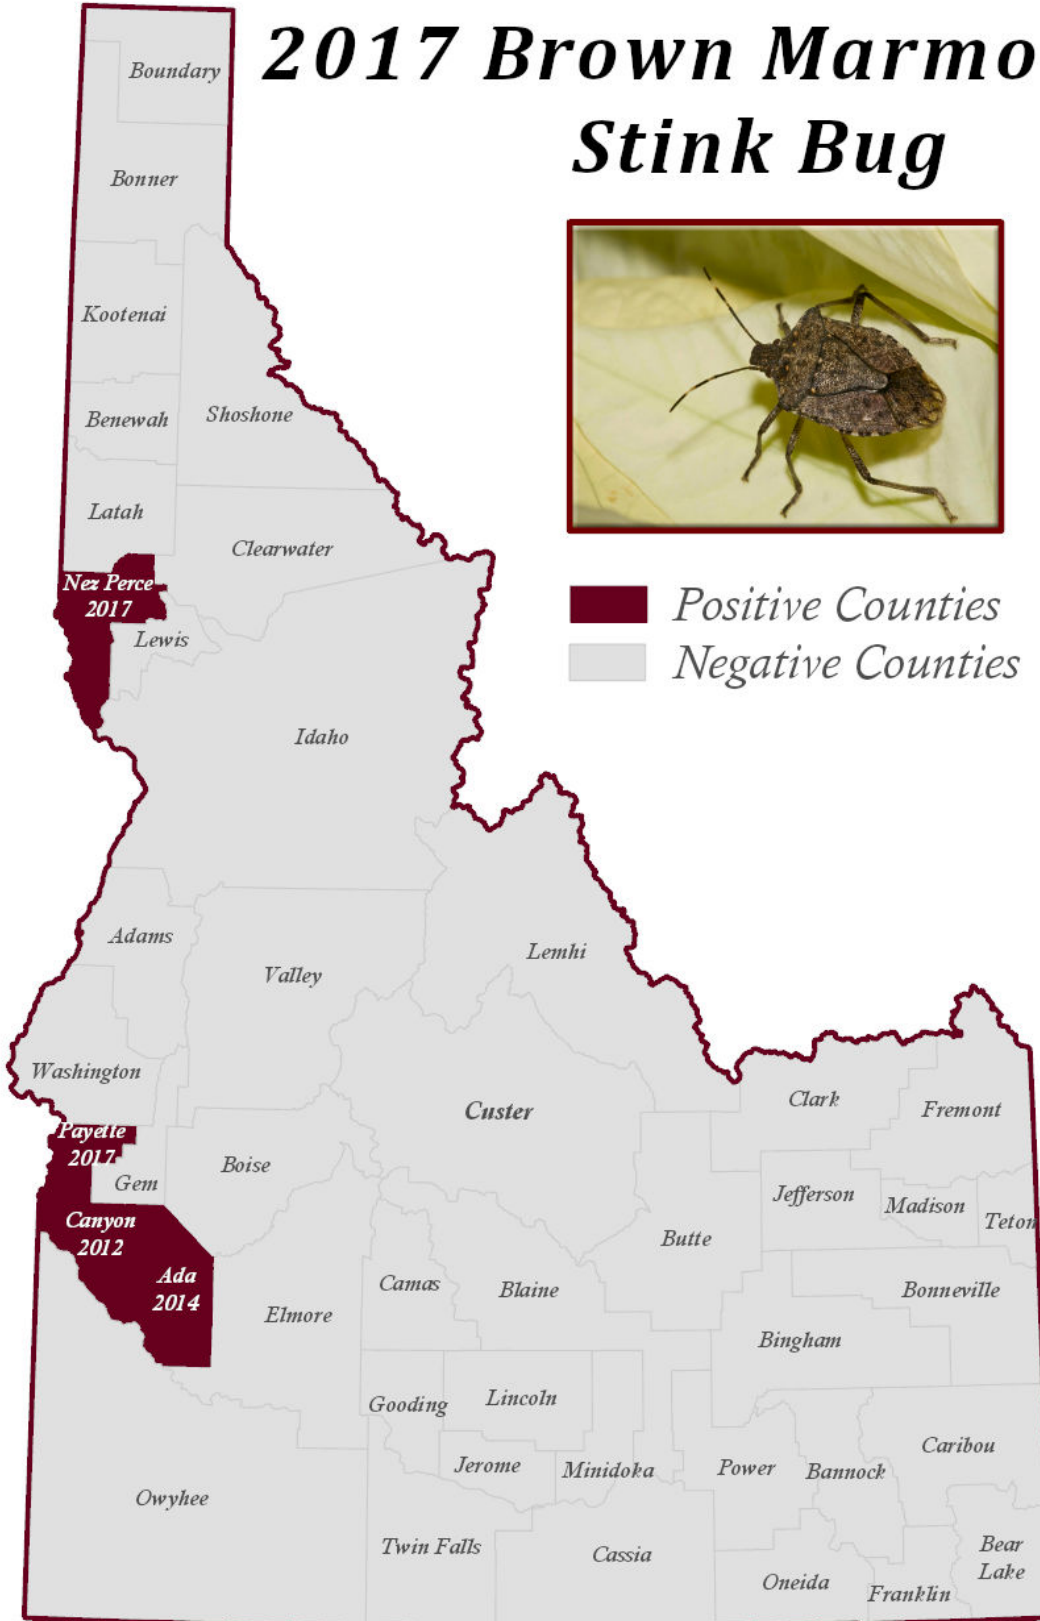 2017 Brown Marmo
Stink Bug
Boundary
Bonner
Kootenai
Benewah
Shoshone
Latah
Clearwater
Nez Perce
2017
Positive Counties
Lewis
Negative Counties
Idaho
Adams
Lemhi
Valley
Washington
Custer
Clark
Fremont
Payette
2017
Boise
Gem
Jefferson
Madison
Teton
Canyon
2012
Butte
Ada
2014
Camas
Blaine
Bonneville
Elmore
Bingham
Gooding
Lincoln
Caribou
Jerome
Minidoka
Power
Bannock
Owyhee
Twin Falls
Cassia
Bear
Lake
Oneida
Franklin